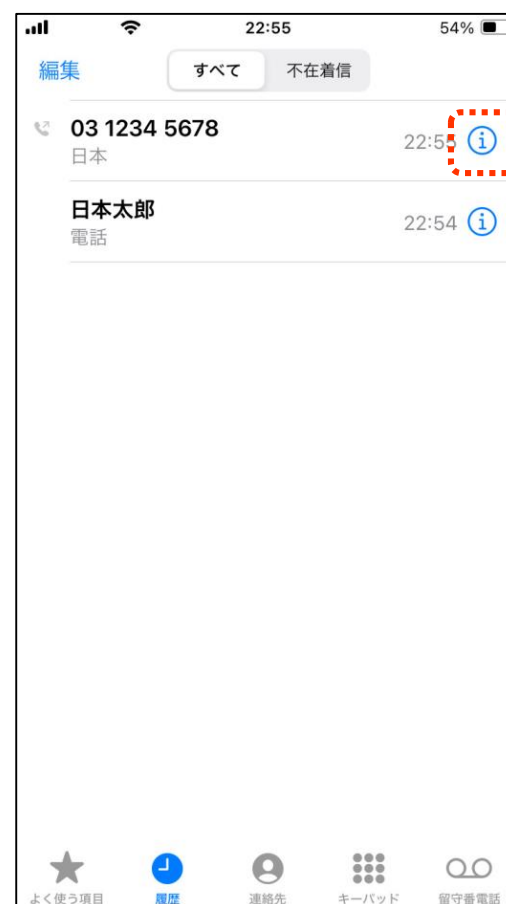 22:55
54%
編集
すべて
不在着信
03 1234 5678
日本
22:55
日本太郎
電話
22:54
よく使う項目
履歴
連絡先
キーパッド
留守番電話